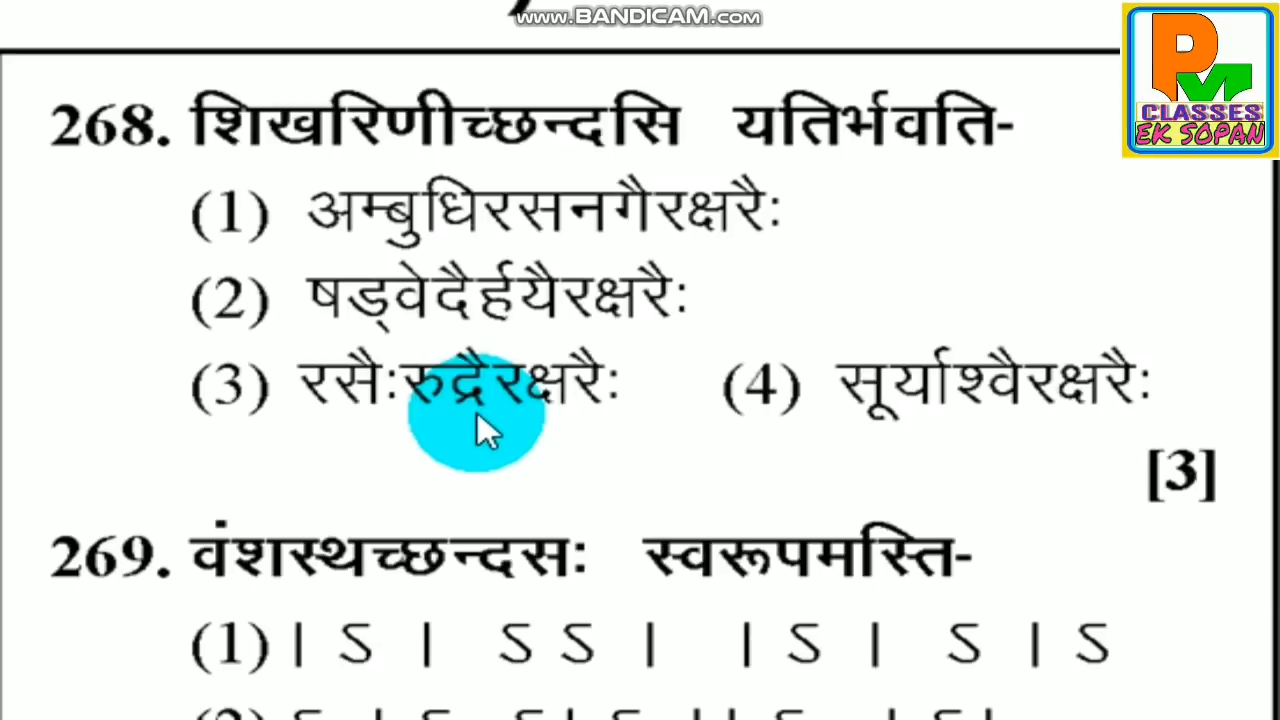 www.BANDICAM.com
PM
CLASSES
EK SOPAN
268. शिखरिणीच्छन्दसि यतिर्भवति-
(1) अम्बुधिरसनगैरक्षरैः
(2) षड्वेदैर्हयैरक्षरैः
(3) रसैःरुद्रैरक्षरैः (4) सूर्याश्वैरक्षरैः
[3]
269. वंशस्थच्छन्दसः स्वरूपमस्ति-
(1) । ऽ । ऽ ऽ । । ऽ । ऽ । ऽ